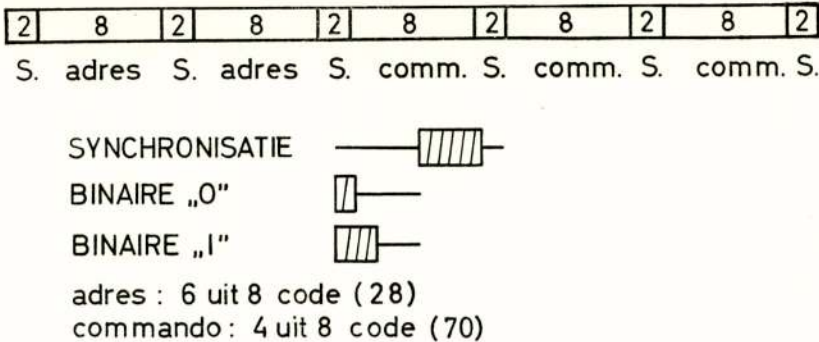 2 8 2 8 2 8 2 8 2 8 2
S. adres S. adres S. comm. S. comm. S. comm. S.
SYNCHRONISATIE
BINAIRE „0”
BINAIRE „1”
adres : 6 uit 8 code (28)
commando : 4 uit 8 code (70)